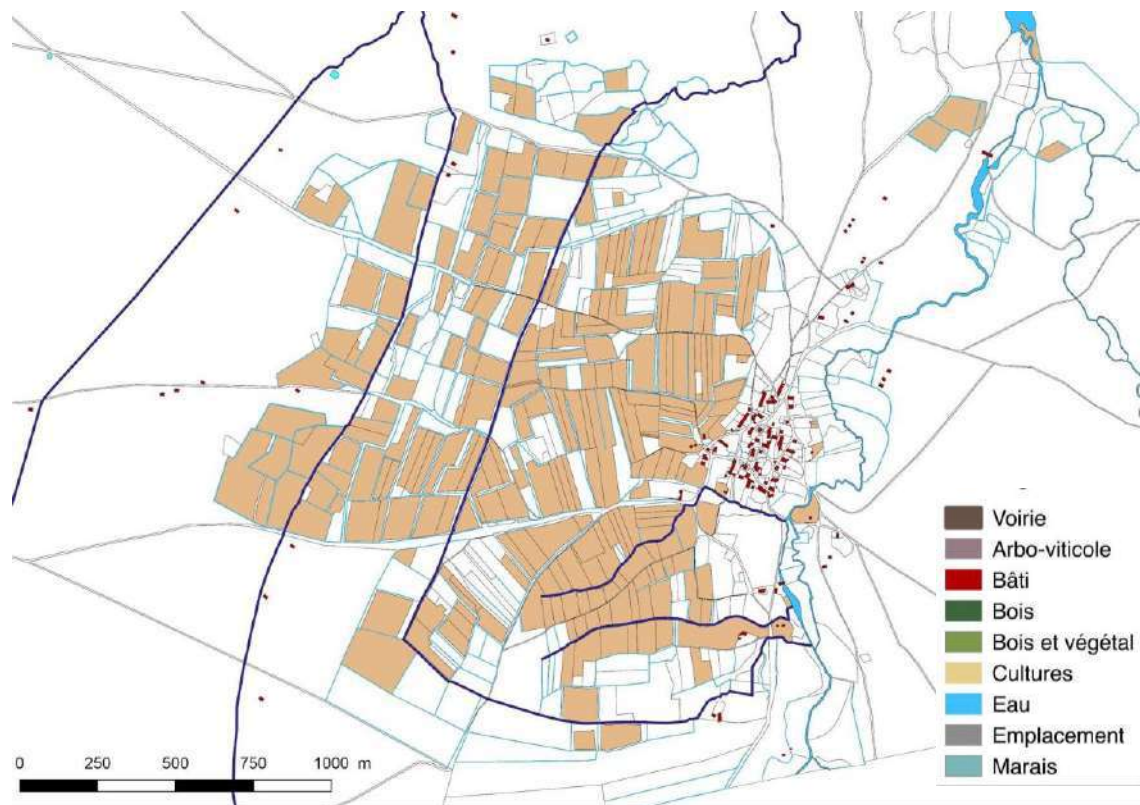 Voirie
Arbo-viticole
Bâti
Bois
Bois et végétal
Cultures
Eau
Emplacement
Marais
0 250 500 750 1000 m